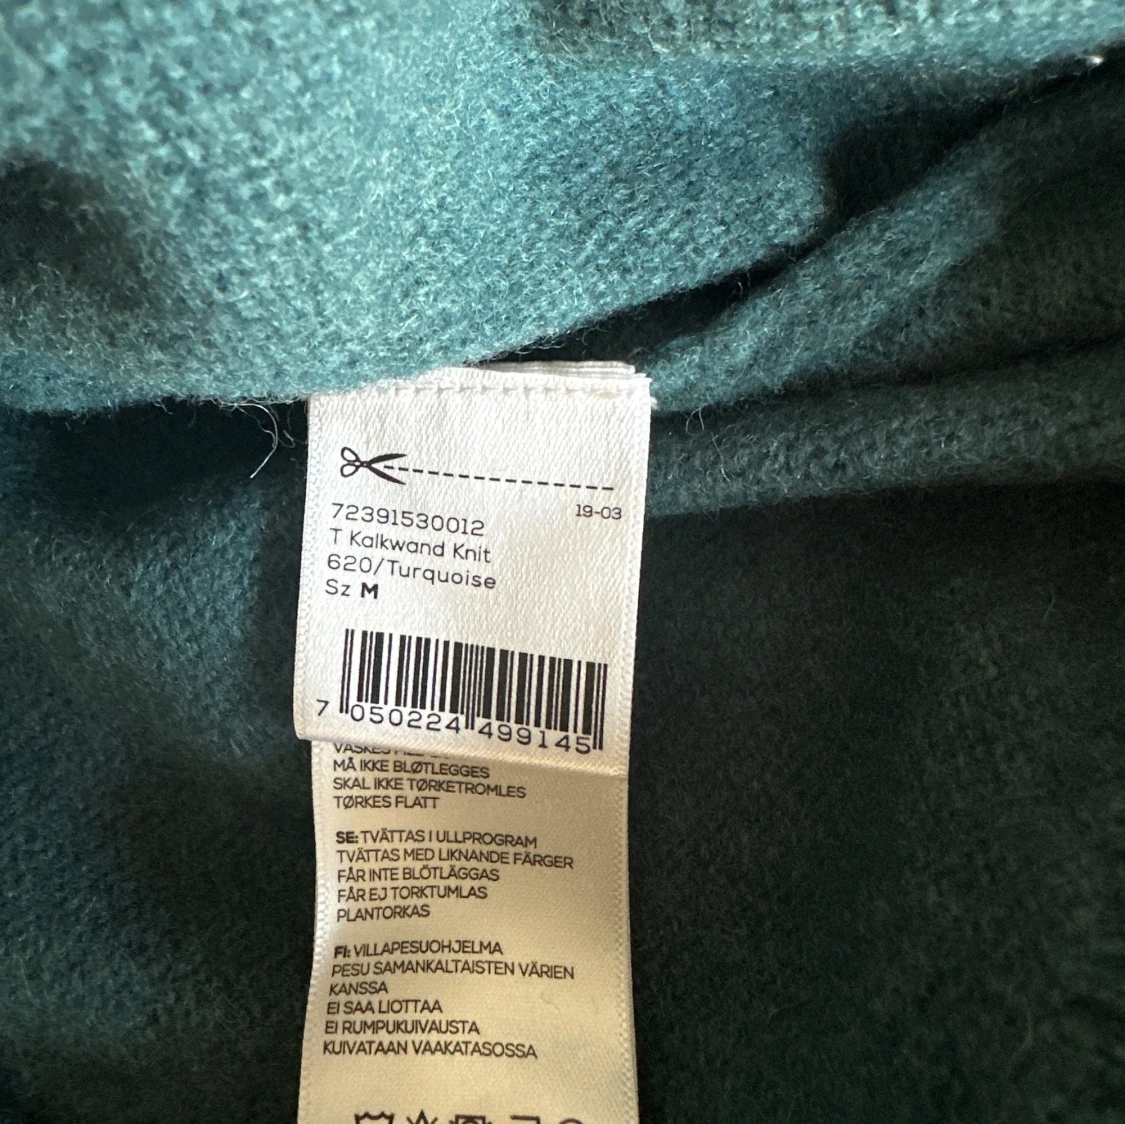 19-03
72391530012
T Kalkwand Knit
620/Turquoise
Sz M
7 050224 499145
MÅ IKKE BLØTLEGGES
SKAL IKKE TØRKETROMLES
TØRKES FLATT
SE: TVÄTTAS I ULLPROGRAM
TVÄTTAS MED LIKNANDE FÄRGER
FÅR INTE BLÖTLÄGGAS
FÅR EJ TORKTUMLAS
PLANTORKAS
FI: VILLAPESUOHJELMA
PESU SAMANKALTAISTEN VÄRIEN
KANSSA
EI SAA LIOTTAA
EI RUMPUKUIVAUSTA
KUIVATAAN VAAKATASOSSA